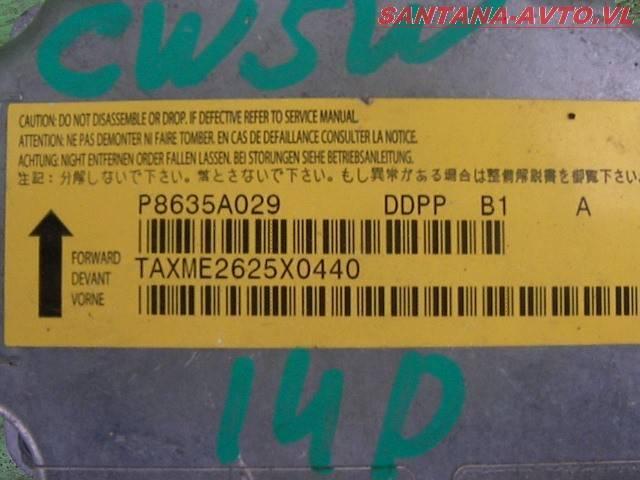 SANTANA-AVTO.VL
CW5W
CAUTION: DO NOT DISASSEMBLE OR DROP. IF DEFECTIVE REFER TO SERVICE MANUAL.
ATTENTION: NE PAS DEMONTER NI FAIRE TOMBER. EN CAS DE DEFAILLANCE CONSULTER LA NOTICE.
ACHTUNG: NIGHT ENTFERNEN ORDER FALLEN LASSEN. BEI STORUNGEN SIEHE BETRIEBSANLEITUNG.
注記: 分解しないで下さい。落とさないで下さい。もし異常がある場合は整備解説書を御覧下さい.
P8635A029 DDPP B1 A
FORWARD
DEVANT
VORNE
TAXME2625X0440
14P